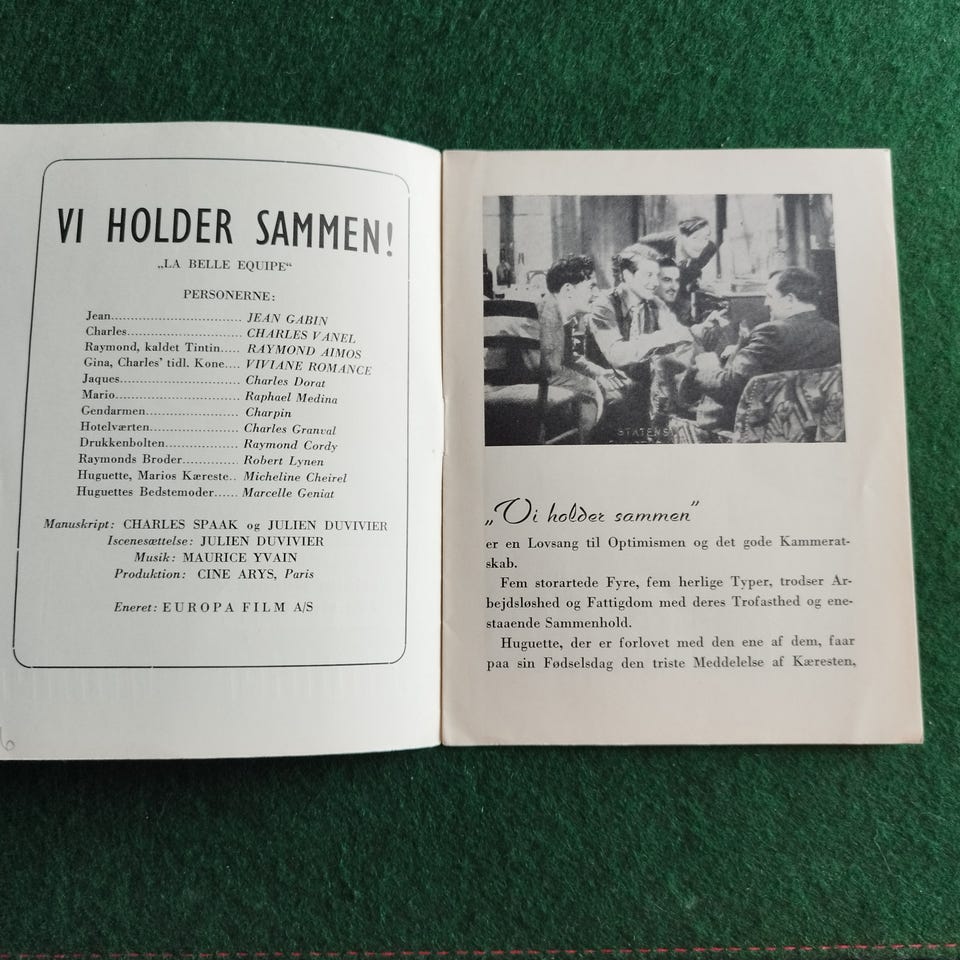 VI HOLDER SAMMEN!
„LA BELLE EQUIPE“
PERSONERNE:
Jean.............................. JEAN GABIN
Charles........................... CHARLES VANEL
Raymond, kaldet Tintin..... RAYMOND AIMOS
Gina, Charles' tidl. Kone.... VIVIANE ROMANCE
Jaques............................ Charles Dorat
Mario............................. Raphael Medina
Gendarmen...................... Charpin
Hotelværten..................... Charles Granval
Drukkenbolten.................. Raymond Cordy
Raymonds Broder............. Robert Lynen
Huguette, Marios Kæreste.. Micheline Cheirel
Huguettes Bedstemoder...... Marcelle Geniat
Manuskript: CHARLES SPAAK og JULIEN DUVIVIER
Iscenesættelse: JULIEN DUVIVIER
Musik: MAURICE YVAIN
Produktion: CINE ARYS, Paris
Eneret: EUROPA FILM A/S
6
STATENS
„Vi holder sammen”
er en Lovsang til Optimismen og det gode Kammerat-
skab.
Fem storartede Fyre, fem herlige Typer, trodser Ar-
bejdsløshed og Fattigdom med deres Trofasthed og ene-
staaende Sammenhold.
Huguette, der er forlovet med den ene af dem, faar
paa sin Fødselsdag den triste Meddelelse af Kæresten,